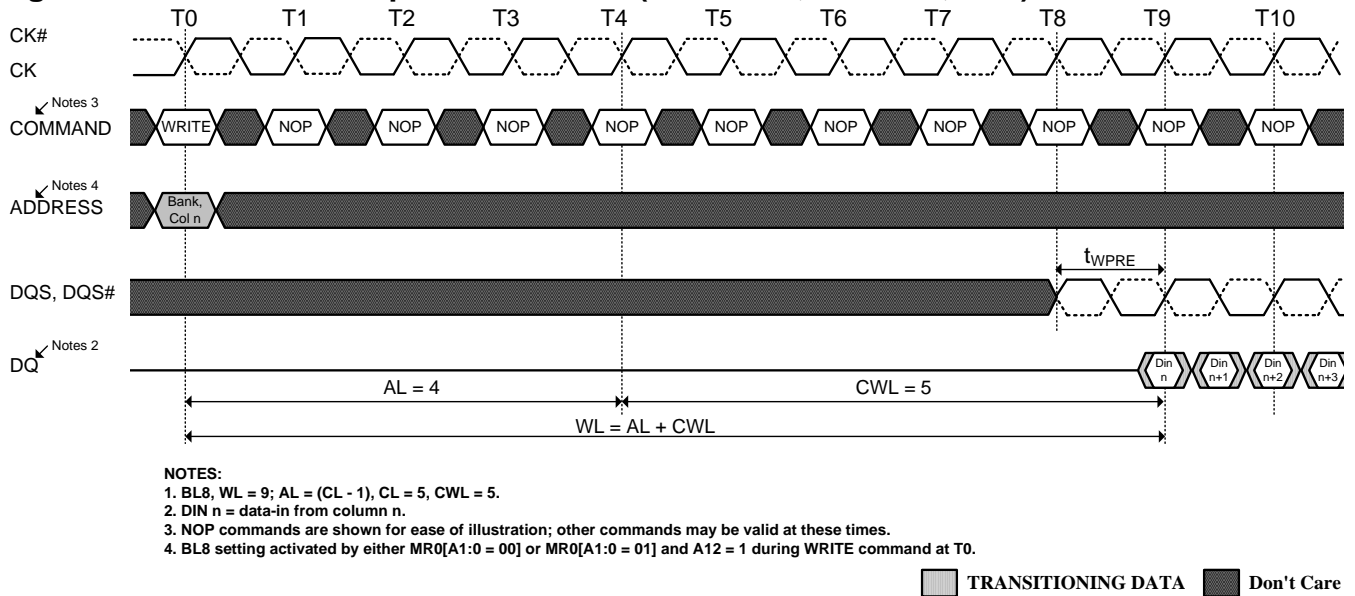 T0 T1 T2 T3 T4 T5 T6 T7 T8 T9 T10
CK#
CK
Notes 3
COMMAND
WRITE NOP NOP NOP NOP NOP NOP NOP NOP NOP NOP
Notes 4
ADDRESS
Bank,
Col n
tWPRE
DQS, DQS#
Notes 2
DQ
Din
n
Din
n+1
Din
n+2
Din
n+3
AL = 4
CWL = 5
WL = AL + CWL
NOTES:
1. BL8, WL = 9; AL = (CL - 1), CL = 5, CWL = 5.
2. DIN n = data-in from column n.
3. NOP commands are shown for ease of illustration; other commands may be valid at these times.
4. BL8 setting activated by either MR0[A1:0 = 00] or MR0[A1:0 = 01] and A12 = 1 during WRITE command at T0.
TRANSITIONING DATA
Don't Care